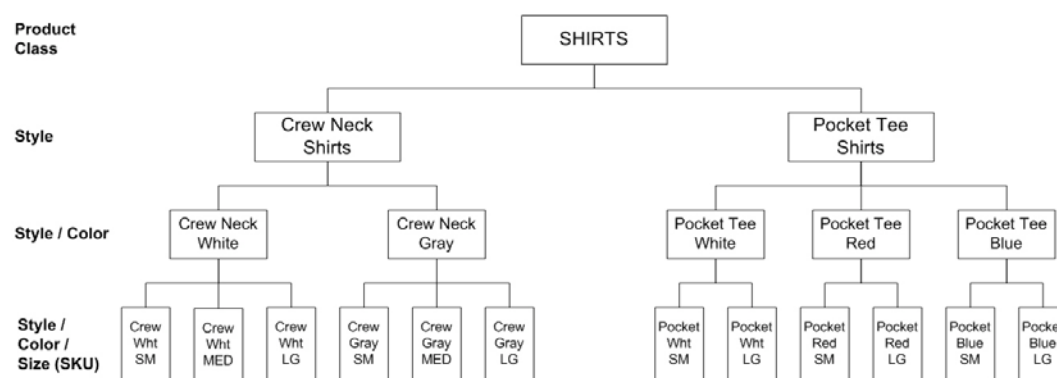 Product
Class
SHIRTS
Style
Crew Neck
Shirts
Pocket Tee
Shirts
Style / Color
Crew Neck
White
Crew Neck
Gray
Pocket Tee
White
Pocket Tee
Red
Pocket Tee
Blue
Style /
Color /
Size (SKU)
Crew
Wht
SM
Crew
Wht
MED
Crew
Wht
LG
Crew
Gray
SM
Crew
Gray
MED
Crew
Gray
LG
Pocket
Wht
SM
Pocket
Wht
LG
Pocket
Red
SM
Pocket
Red
LG
Pocket
Blue
SM
Pocket
Blue
LG